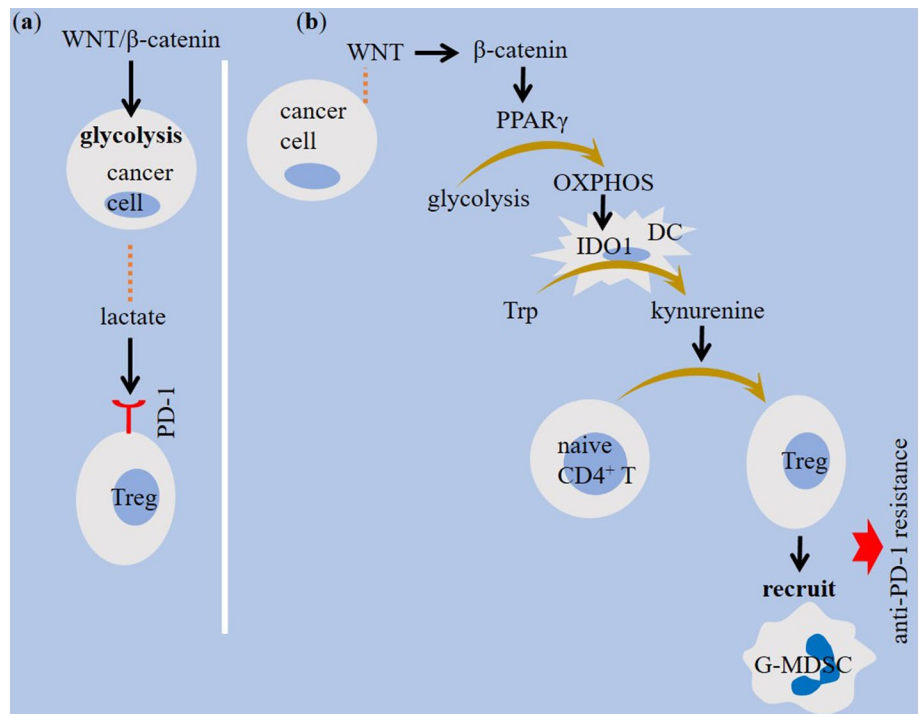 (a)
WNT/β-catenin
glycolysis
cancer
cell
lactate
PD-1
Treg
(b)
WNT
β-catenin
cancer
cell
PPARγ
glycolysis
OXPHOS
IDO1
DC
Trp
kynurenine
naive
CD4⁺ T
Treg
recruit
G-MDSC
anti-PD-1 resistance